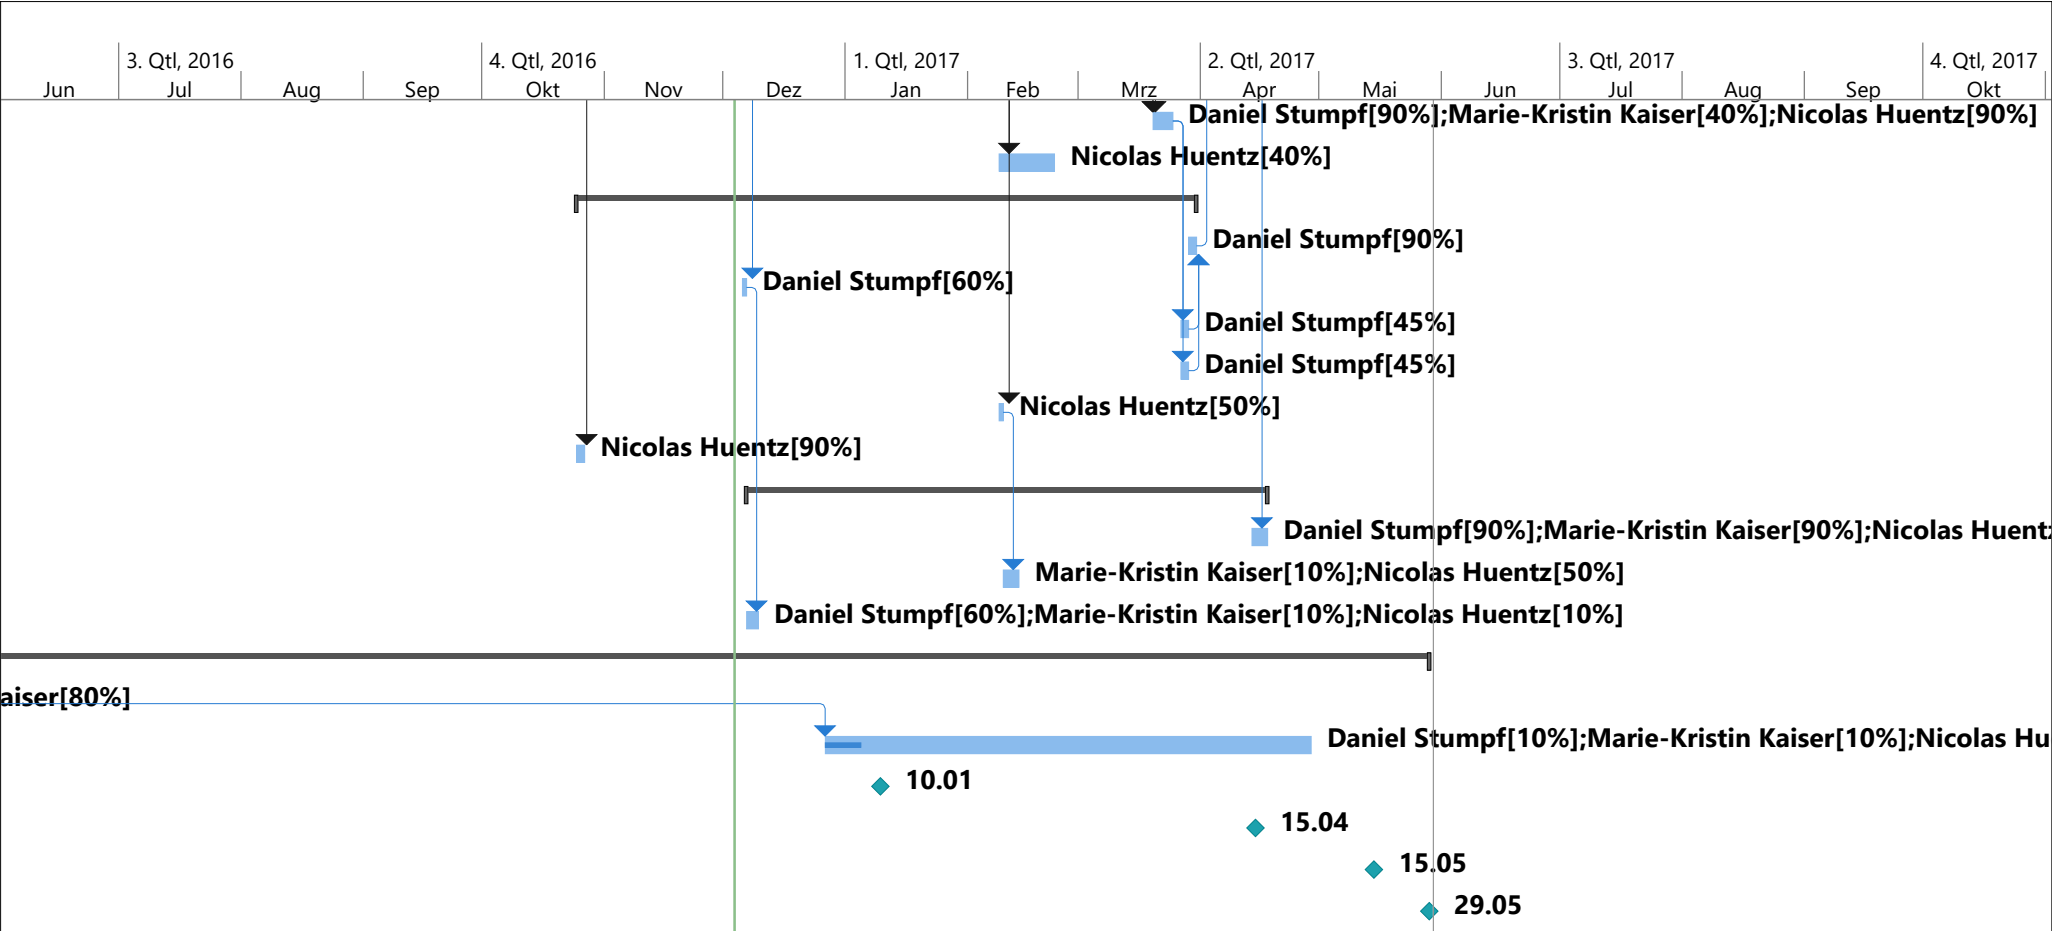 3. Qtl, 2016 4. Qtl, 2016 1. Qtl, 2017 2. Qtl, 2017 3. Qtl, 2017 4. Qtl, 2017
Jun Jul Aug Sep Okt Nov Dez Jan Feb Mrz Apr Mai Jun Jul Aug Sep Okt
Daniel Stumpf[90%];Marie-Kristin Kaiser[40%];Nicolas Huentz[90%]
Nicolas Huentz[40%]
Daniel Stumpf[90%]
Daniel Stumpf[60%]
Daniel Stumpf[45%]
Daniel Stumpf[45%]
Nicolas Huentz[50%]
Nicolas Huentz[90%]
Daniel Stumpf[90%];Marie-Kristin Kaiser[90%];Nicolas Huentz
Marie-Kristin Kaiser[10%];Nicolas Huentz[50%]
Daniel Stumpf[60%];Marie-Kristin Kaiser[10%];Nicolas Huentz[10%]
aiser[80%]
Daniel Stumpf[10%];Marie-Kristin Kaiser[10%];Nicolas Hu
10.01
15.04
15.05
29.05